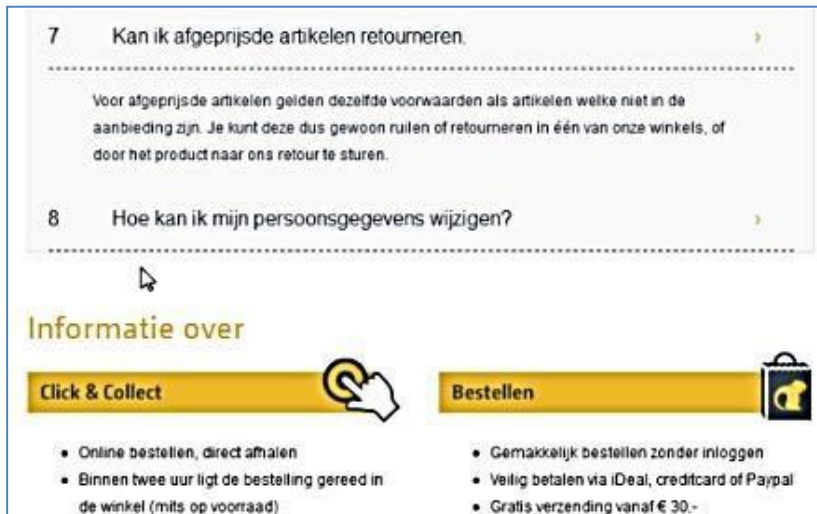 7 Kan ik afgeprijsde artikelen retourneren.
Voor afgeprijsde artikelen gelden dezelfde voorwaarden als artikelen welke niet in de
aanbieding zijn. Je kunt deze dus gewoon ruilen of retourneren in één van onze winkels, of
door het product naar ons retour te sturen.
8 Hoe kan ik mijn persoonsgegevens wijzigen?
Informatie over
Click & Collect
• Online bestellen, direct afhalen
• Binnen twee uur ligt de bestelling gereed in
de winkel (mits op voorraad)
Bestellen
• Gemakkelijk bestellen zonder inloggen
• Veilig betalen via iDeal, creditcard of Paypal
• Gratis verzending vanaf € 30,-